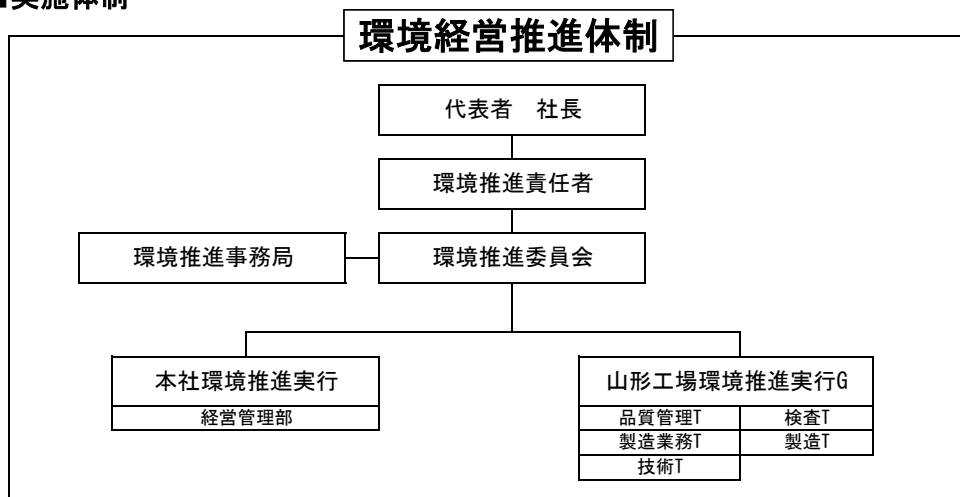 ■実施体制
環境経営推進体制
代表者　社長
環境推進責任者
環境推進事務局
環境推進委員会
本社環境推進実行
山形工場環境推進実行G
経営管理部
品質管理T
検査T
製造業務T
製造T
技術T